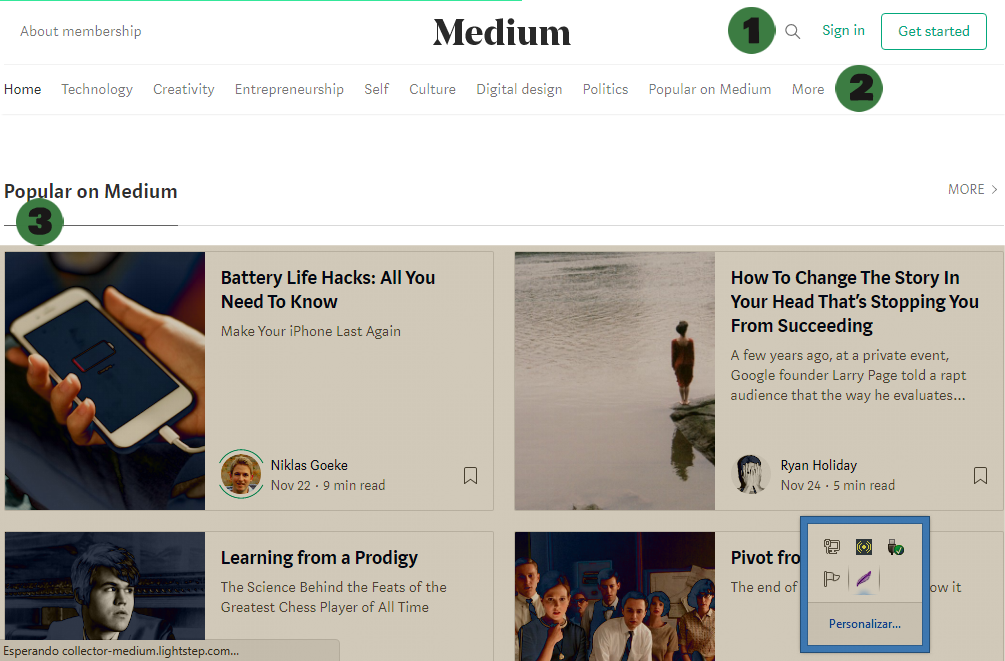 About membership
Medium
1
Sign in
Get started
Home Technology Creativity Entrepreneurship Self Culture Digital design Politics Popular on Medium More
2
Popular on Medium
MORE
3
Battery Life Hacks: All You
Need To Know
Make Your iPhone Last Again
Niklas Goeke
Nov 22 · 9 min read
How To Change The Story In
Your Head That's Stopping You
From Succeeding
A few years ago, at a private event,
Google founder Larry Page told a rapt
audience that the way he evaluates...
Ryan Holiday
Nov 24 · 5 min read
Learning from a Prodigy
The Science Behind the Feats of the
Greatest Chess Player of All Time
Pivot
The end of
ow it
Personalizar...
Esperando collector-medium.lightstep.com...